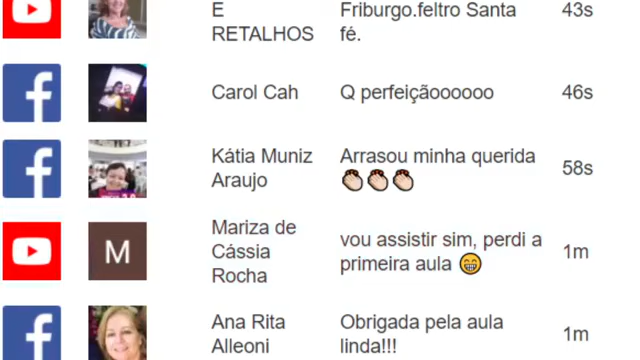 E Friburgo.feltro Santa 43s
RETALHOS fé.
Carol Cah Q perfeiçãoooooo 46s
Kátia Muniz Arrasou minha querida 58s
Araujo 👏👏👏
Mariza de
Cássia vou assistir sim, perdi a 1m
Rocha primeira aula 😁
M
Ana Rita Obrigada pela aula 1m
Alleoni linda!!!